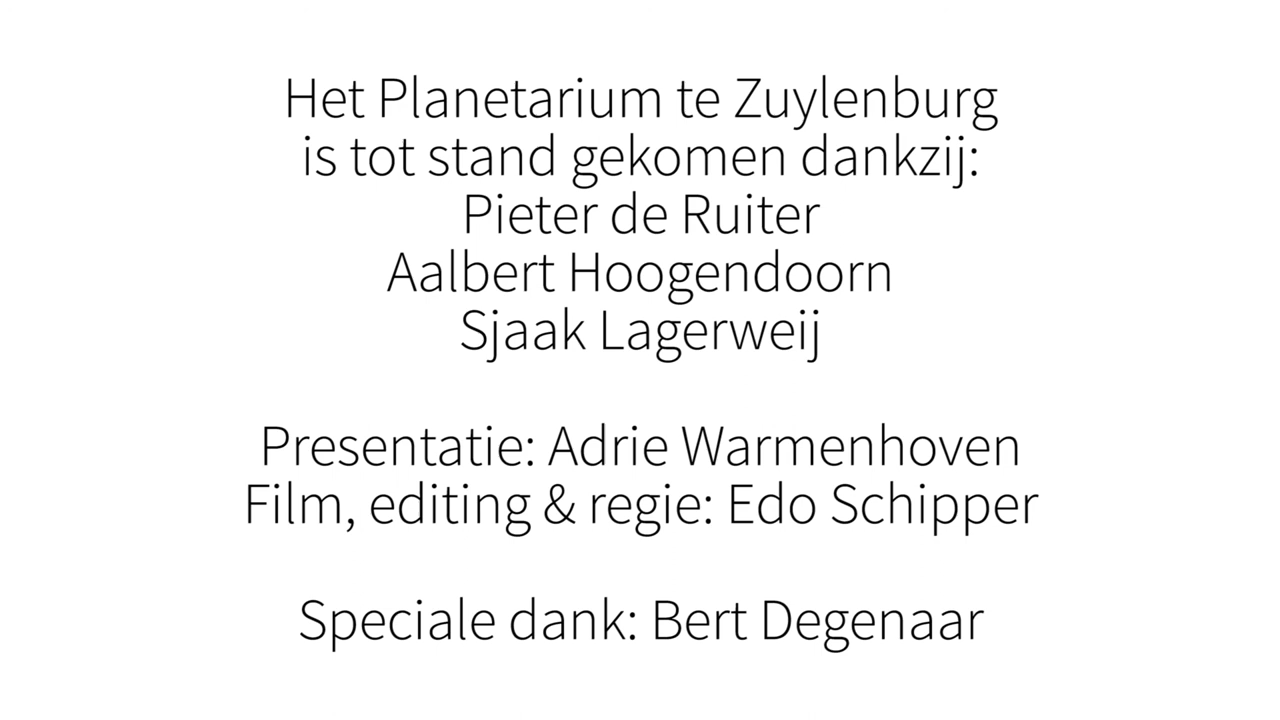 Het Planetarium te Zuylenburg
is tot stand gekomen dankzij:
Pieter de Ruiter
Aalbert Hoogendoorn
Sjaak Lagerweij
Presentatie: Adrie Warmenhoven
Film, editing & regie: Edo Schipper
Speciale dank: Bert Degenaar